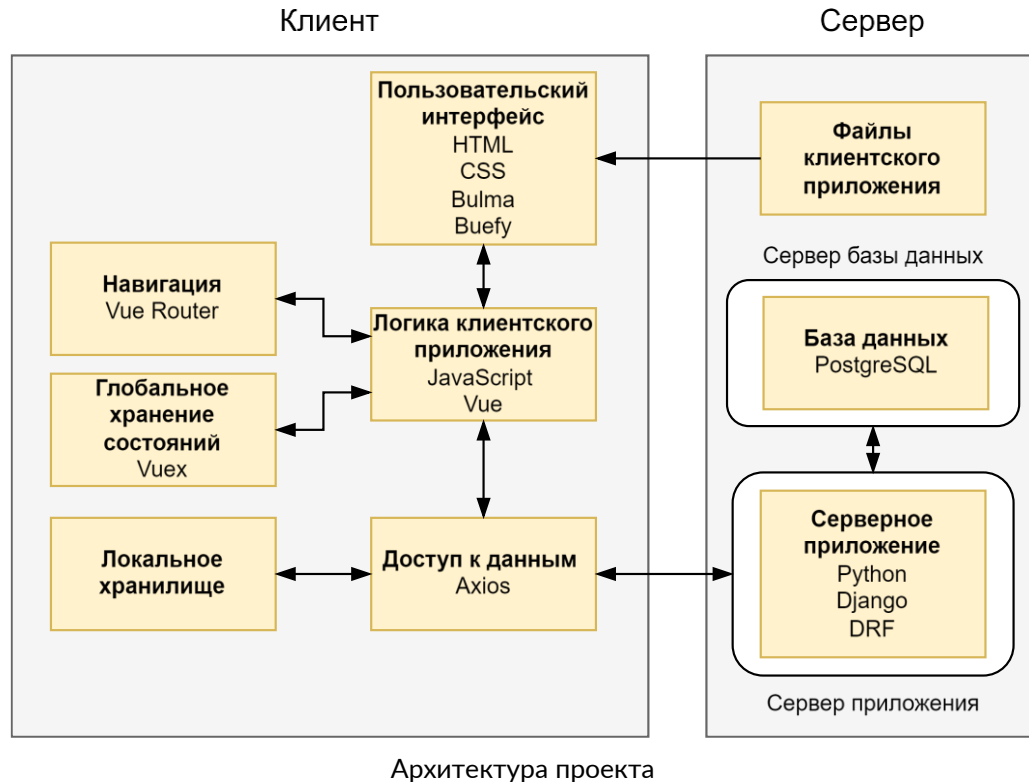 Клиент
Пользовательский
интерфейс
HTML
CSS
Bulma
Buefy
Навигация
Vue Router
Логика клиентского
приложения
JavaScript
Vue
Глобальное
хранение
состояний
Vuex
Локальное
хранилище
Доступ к данным
Axios
Сервер
Файлы
клиентского
приложения
Сервер базы данных
База данных
PostgreSQL
Серверное
приложение
Python
Django
DRF
Сервер приложения
Архитектура проекта